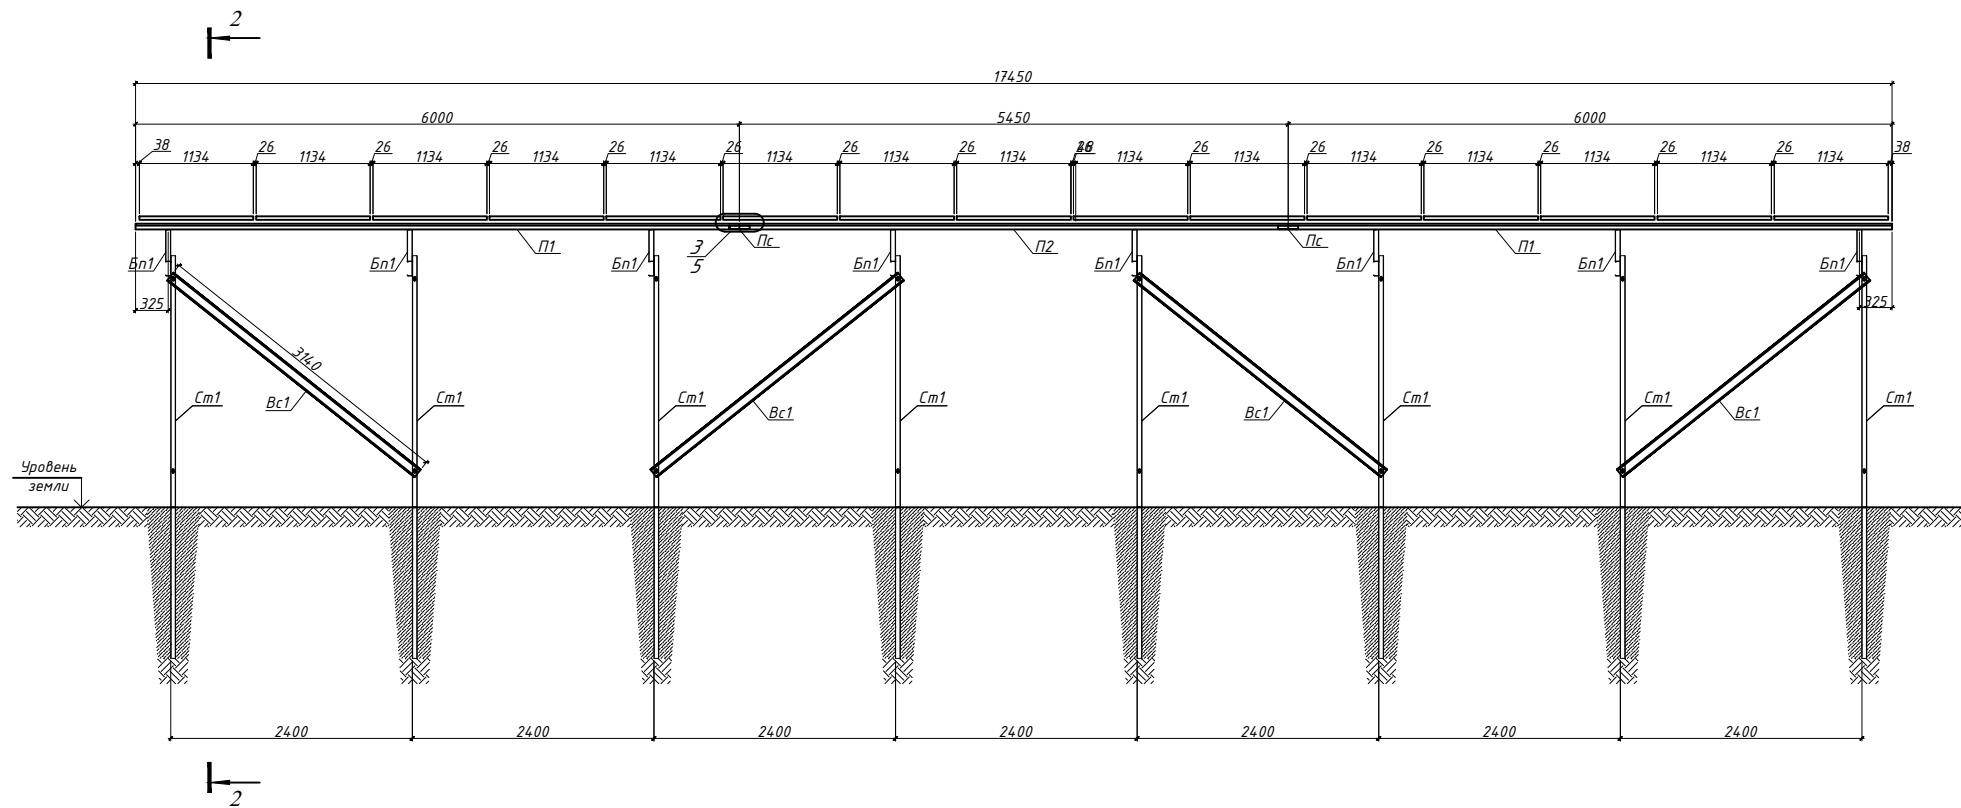 2
17450
6000 5450 6000
38 26 26 26 26 26 26 26 26 26 26 26 26 26 38
1134 1134 1134 1134 1134 1134 1134 1134 1134 1134 1134 1134 1134 1134 1134
П1 3 Пс П2 Пс П1
5
Бп1 Бп1 Бп1 Бп1 Бп1 Бп1 Бп1 Бп1
325 325
3140
Ст1 Вс1 Ст1 Ст1 Вс1 Ст1 Ст1 Вс1 Ст1 Ст1 Вс1 Ст1
Уровень
земли
2400 2400 2400 2400 2400 2400 2400
2